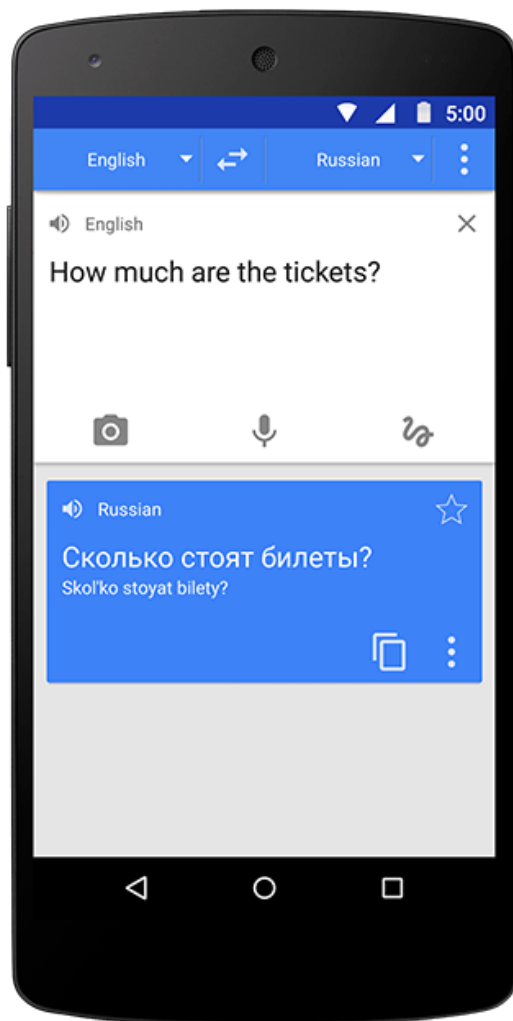 5:00
English Russian
English
How much are the tickets?
Russian
Сколько стоят билеты?
Skol'ko stoyat bilety?